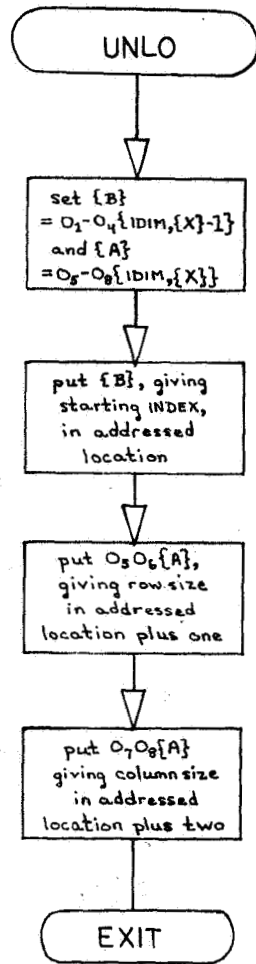 UNLO
set {B}
= O₁-O₄{IDIM,{X}-1}
and {A}
=O₅-O₈{IDIM,{X}}
put {B}, giving
starting INDEX,
in addressed
location
put O₅O₆{A},
giving row size
in addressed
location plus one
put O₇O₈{A}
giving column size
in addressed
location plus two
EXIT